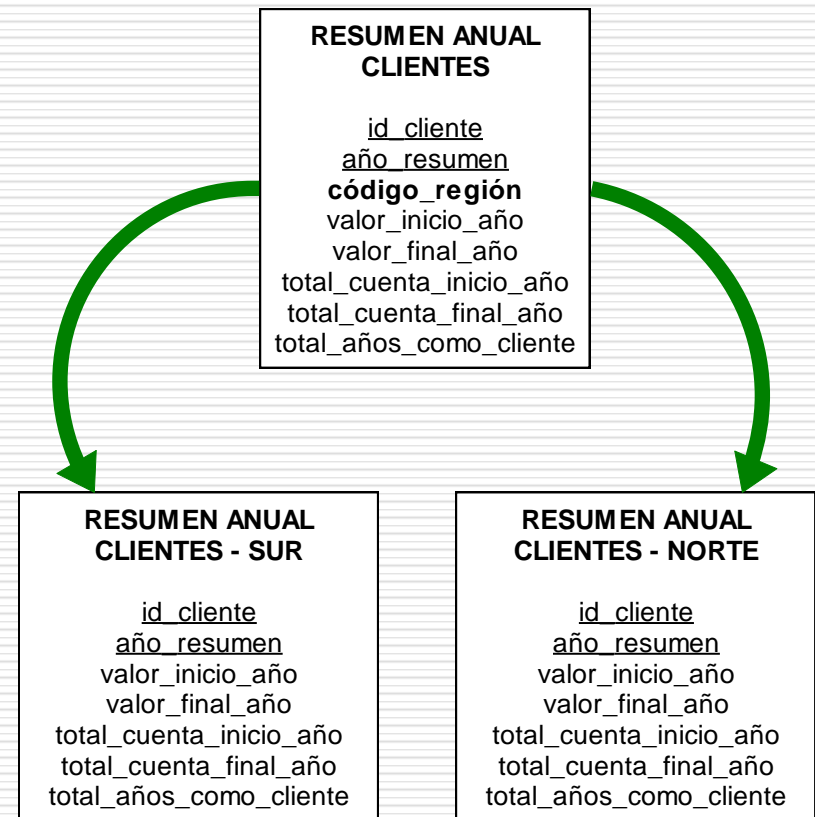 RESUMEN ANUAL
CLIENTES
id_cliente
año_resumen
código_región
valor_inicio_año
valor_final_año
total_cuenta_inicio_año
total_cuenta_final_año
total_años_como_cliente
RESUMEN ANUAL
CLIENTES - SUR
id_cliente
año_resumen
valor_inicio_año
valor_final_año
total_cuenta_inicio_año
total_cuenta_final_año
total_años_como_cliente
RESUMEN ANUAL
CLIENTES - NORTE
id_cliente
año_resumen
valor_inicio_año
valor_final_año
total_cuenta_inicio_año
total_cuenta_final_año
total_años_como_cliente